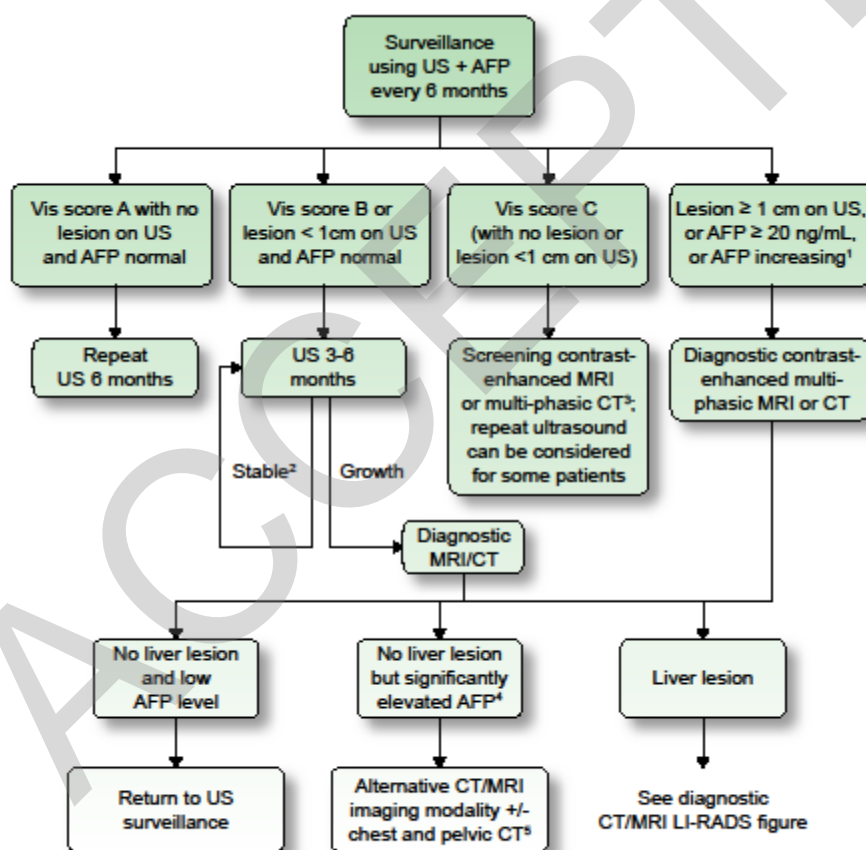 Surveillance
using US + AFP
every 6 months
Vis score A with no
lesion on US
and AFP normal
Vis score B or
lesion < 1cm on US
and AFP normal
Vis score C
(with no lesion or
lesion <1 cm on US)
Lesion ≥ 1 cm on US,
or AFP ≥ 20 ng/mL,
or AFP increasing¹
Repeat
US 6 months
US 3-6
months
Screening contrast-
enhanced MRI
or multi-phasic CT³;
repeat ultrasound
can be considered
for some patients
Diagnostic contrast-
enhanced multi-
phasic MRI or CT
Stable²
Growth
Diagnostic
MRI/CT
No liver lesion
and low
AFP level
No liver lesion
but significantly
elevated AFP⁴
Liver lesion
Return to US
surveillance
Alternative CT/MRI
imaging modality +/-
chest and pelvic CT⁵
See diagnostic
CT/MRI LI-RADS figure
ACCEPT